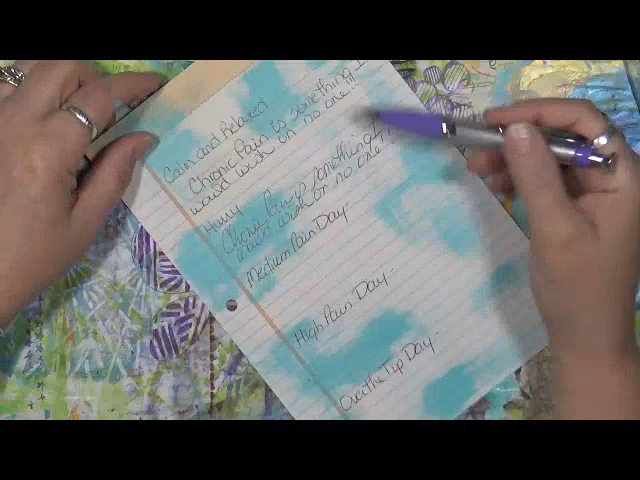 Calm and Relaxed
Chronic Pain is something I
would wish on no one!!!
Hurry
Chronic Pain is something I
would wish on no one!!
Medium Pain Day-
High Pain Day-
Over the Top Day-